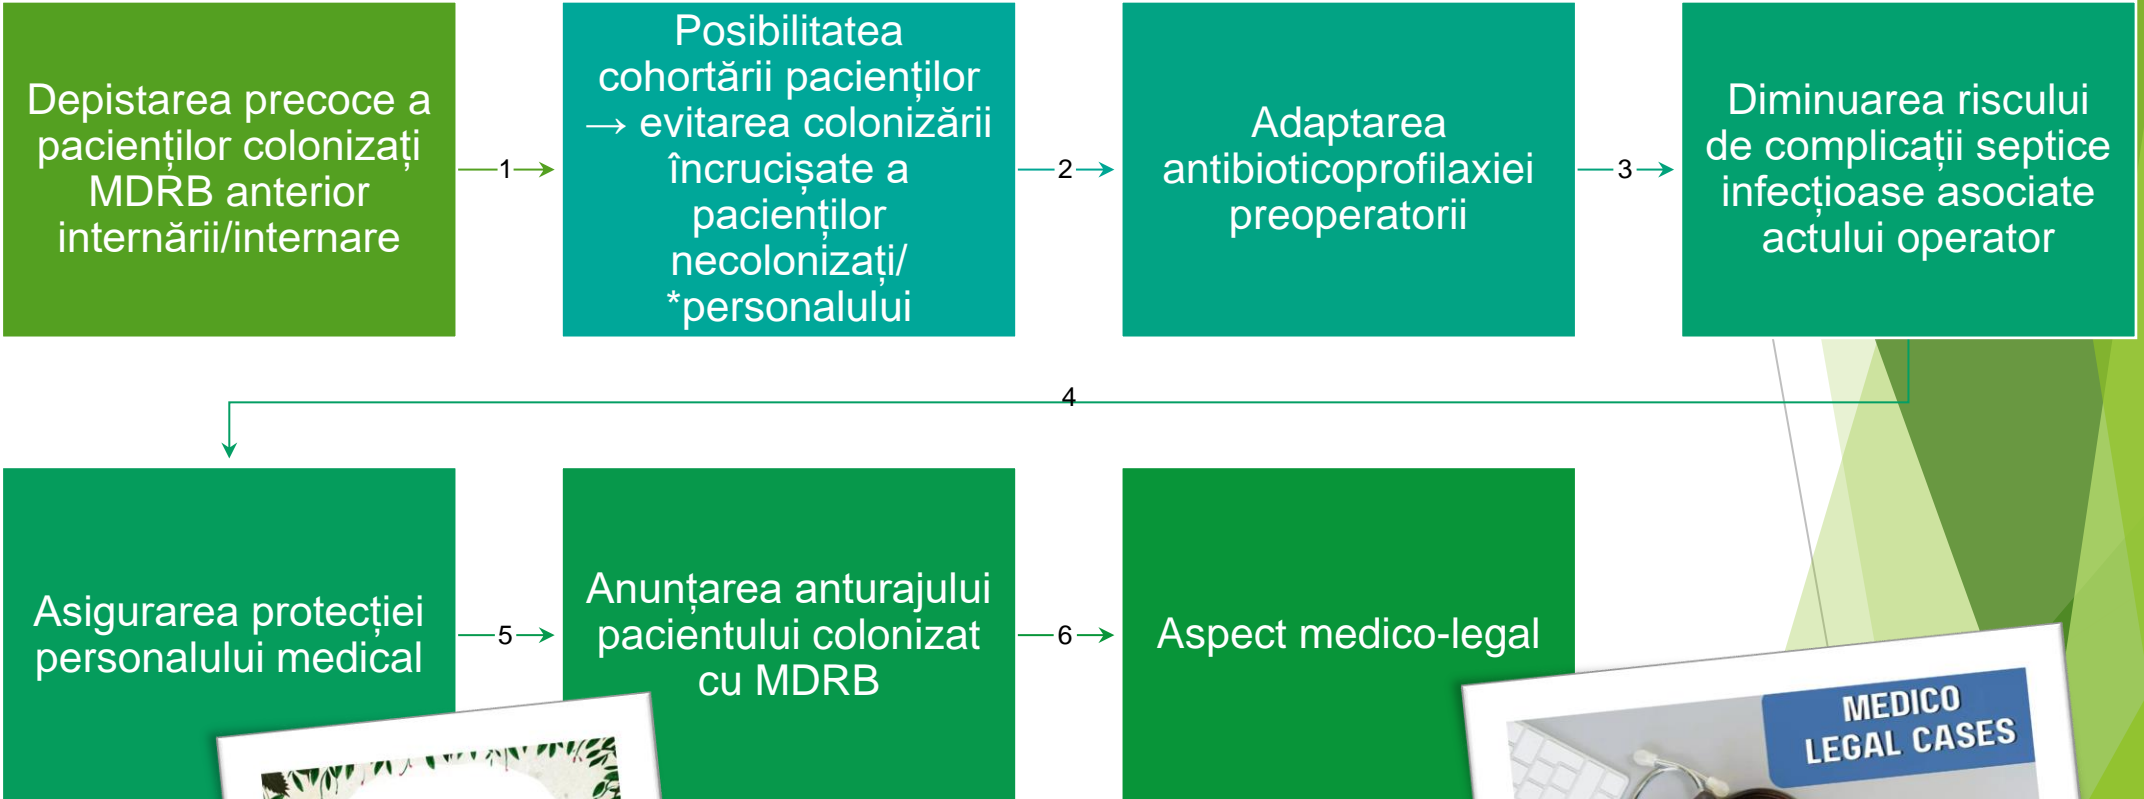 Depistarea precoce a
pacienților colonizați
MDRB anterior
internării/internare
1
Posibilitatea
cohortării pacienților
→ evitarea colonizării
încrucișate a
pacienților
necolonizați/
*personalului
2
Adaptarea
antibioticoprofilaxiei
preoperatorii
3
Diminuarea riscului
de complicații septice
infecțioase asociate
actului operator
4
Asigurarea protecției
personalului medical
5
Anunțarea anturajului
pacientului colonizat
cu MDRB
6
Aspect medico-legal
MEDICO
LEGAL CASES